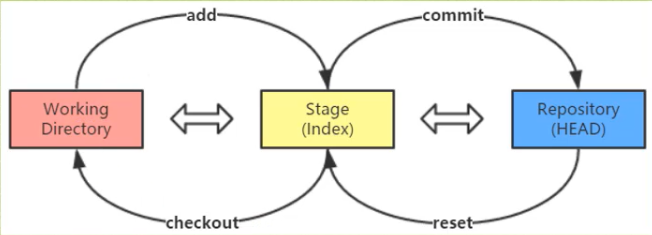 add
commit
Working
Directory
Stage
(Index)
Repository
(HEAD)
checkout
reset